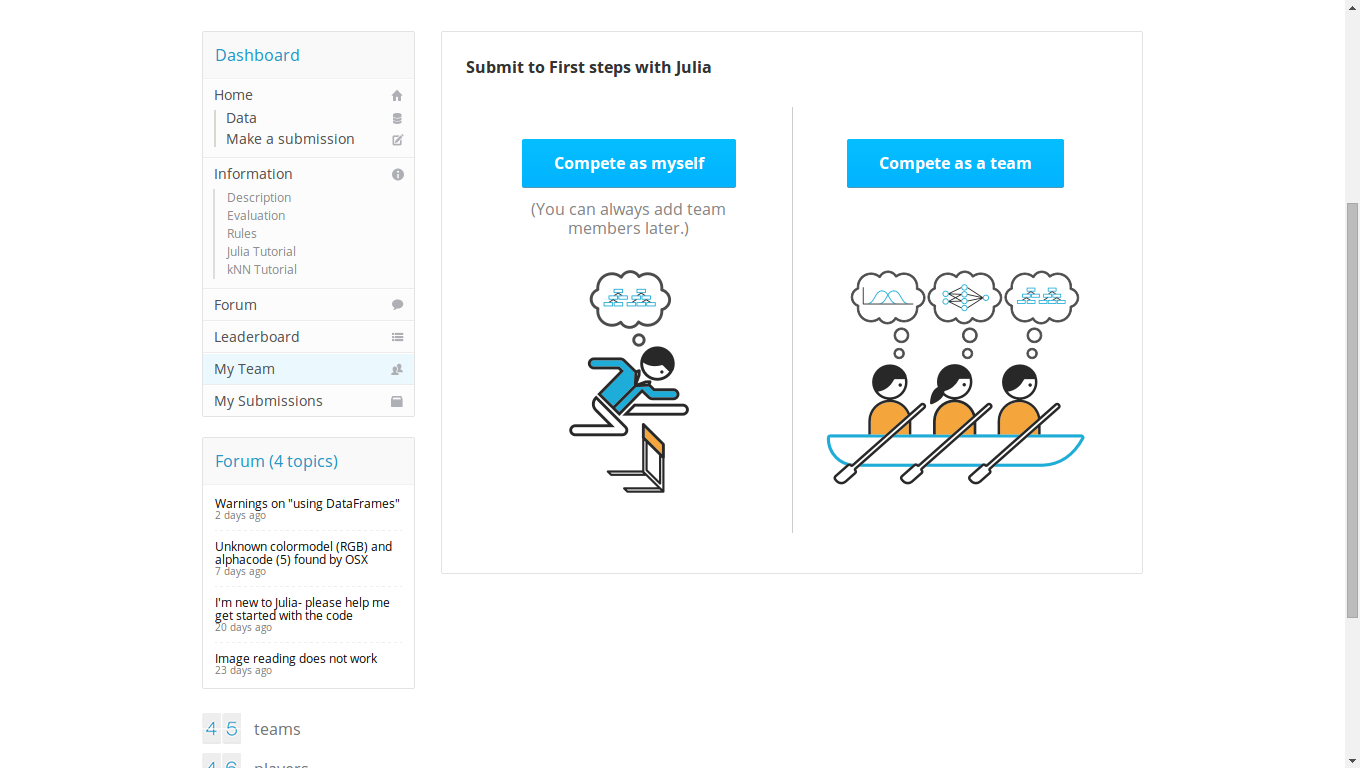 Dashboard
Home
Data
Make a submission
Information
Description
Evaluation
Rules
Julia Tutorial
kNN Tutorial
Forum
Leaderboard
My Team
My Submissions
Forum (4 topics)
Warnings on "using DataFrames"
2 days ago
Unknown colormodel (RGB) and
alphacode (5) found by OSX
7 days ago
I'm new to Julia- please help me
get started with the code
20 days ago
Image reading does not work
23 days ago
45 teams
46 players
Submit to First steps with Julia
Compete as myself
(You can always add team
members later.)
Compete as a team